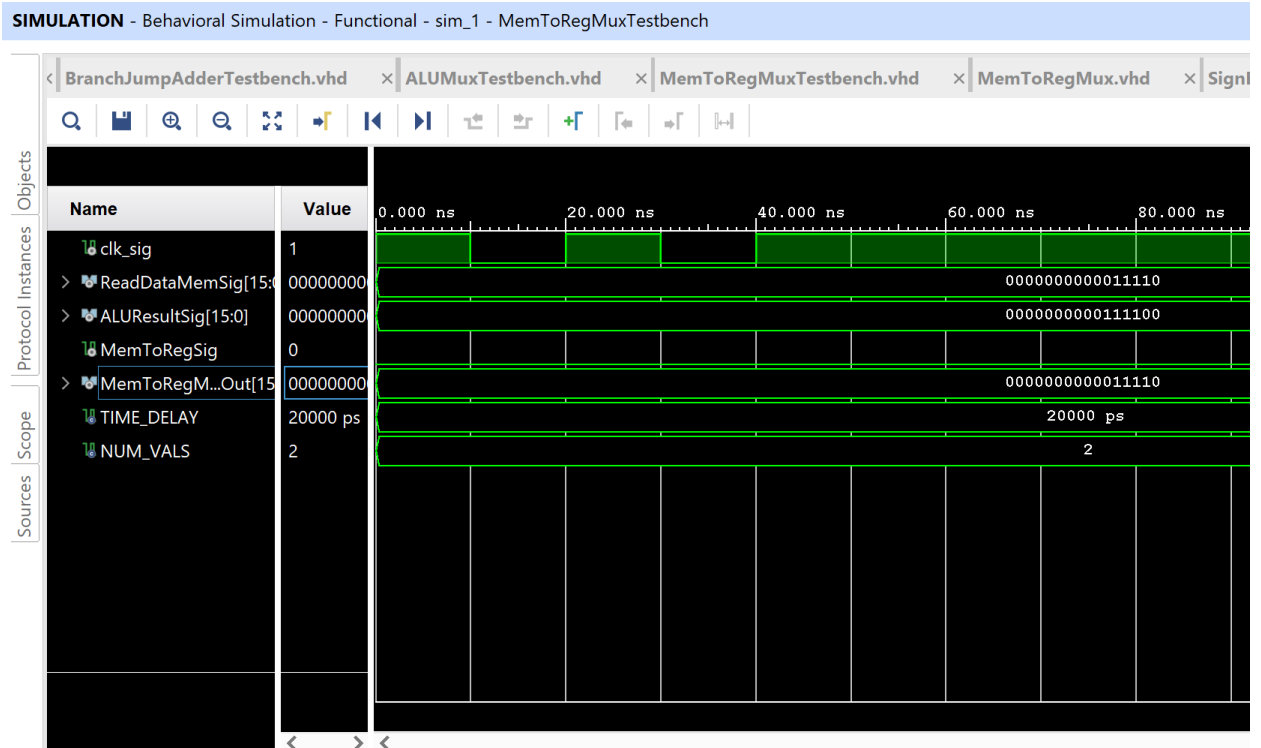 SIMULATION - Behavioral Simulation - Functional - sim_1 - MemToRegMuxTestbench
BranchJumpAdderTestbench.vhd × ALUMuxTestbench.vhd × MemToRegMuxTestbench.vhd × MemToRegMux.vhd × SignE
Objects
Protocol Instances
Scope
Sources
Name Value
0.000 ns 20.000 ns 40.000 ns 60.000 ns 80.000 ns
clk_sig 1
ReadDataMemSig[15:0 000000000 0000000000011110
ALUResultSig[15:0] 000000000 0000000000111100
MemToRegSig 0
MemToRegM...Out[15 000000000 0000000000011110
TIME_DELAY 20000 ps 20000 ps
NUM_VALS 2 2